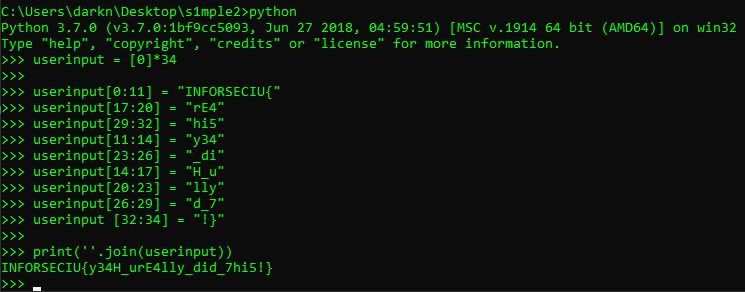 C:\Users\darkn\Desktop\s1mple2>python
Python 3.7.0 (v3.7.0:1bf9cc5093, Jun 27 2018, 04:59:51) [MSC v.1914 64 bit (AMD64)] on win32
Type "help", "copyright", "credits" or "license" for more information.
>>> userinput = [0]*34
>>>
>>> userinput[0:11] = "INFORSECIU{"
>>> userinput[17:20] = "rE4"
>>> userinput[29:32] = "hi5"
>>> userinput[11:14] = "y34"
>>> userinput[23:26] = "_di"
>>> userinput[14:17] = "H_u"
>>> userinput[20:23] = "lly"
>>> userinput[26:29] = "d_7"
>>> userinput [32:34] = "!}"
>>>
>>> print(''.join(userinput))
INFORSECIU{y34H_urE4lly_did_7hi5!}
>>>